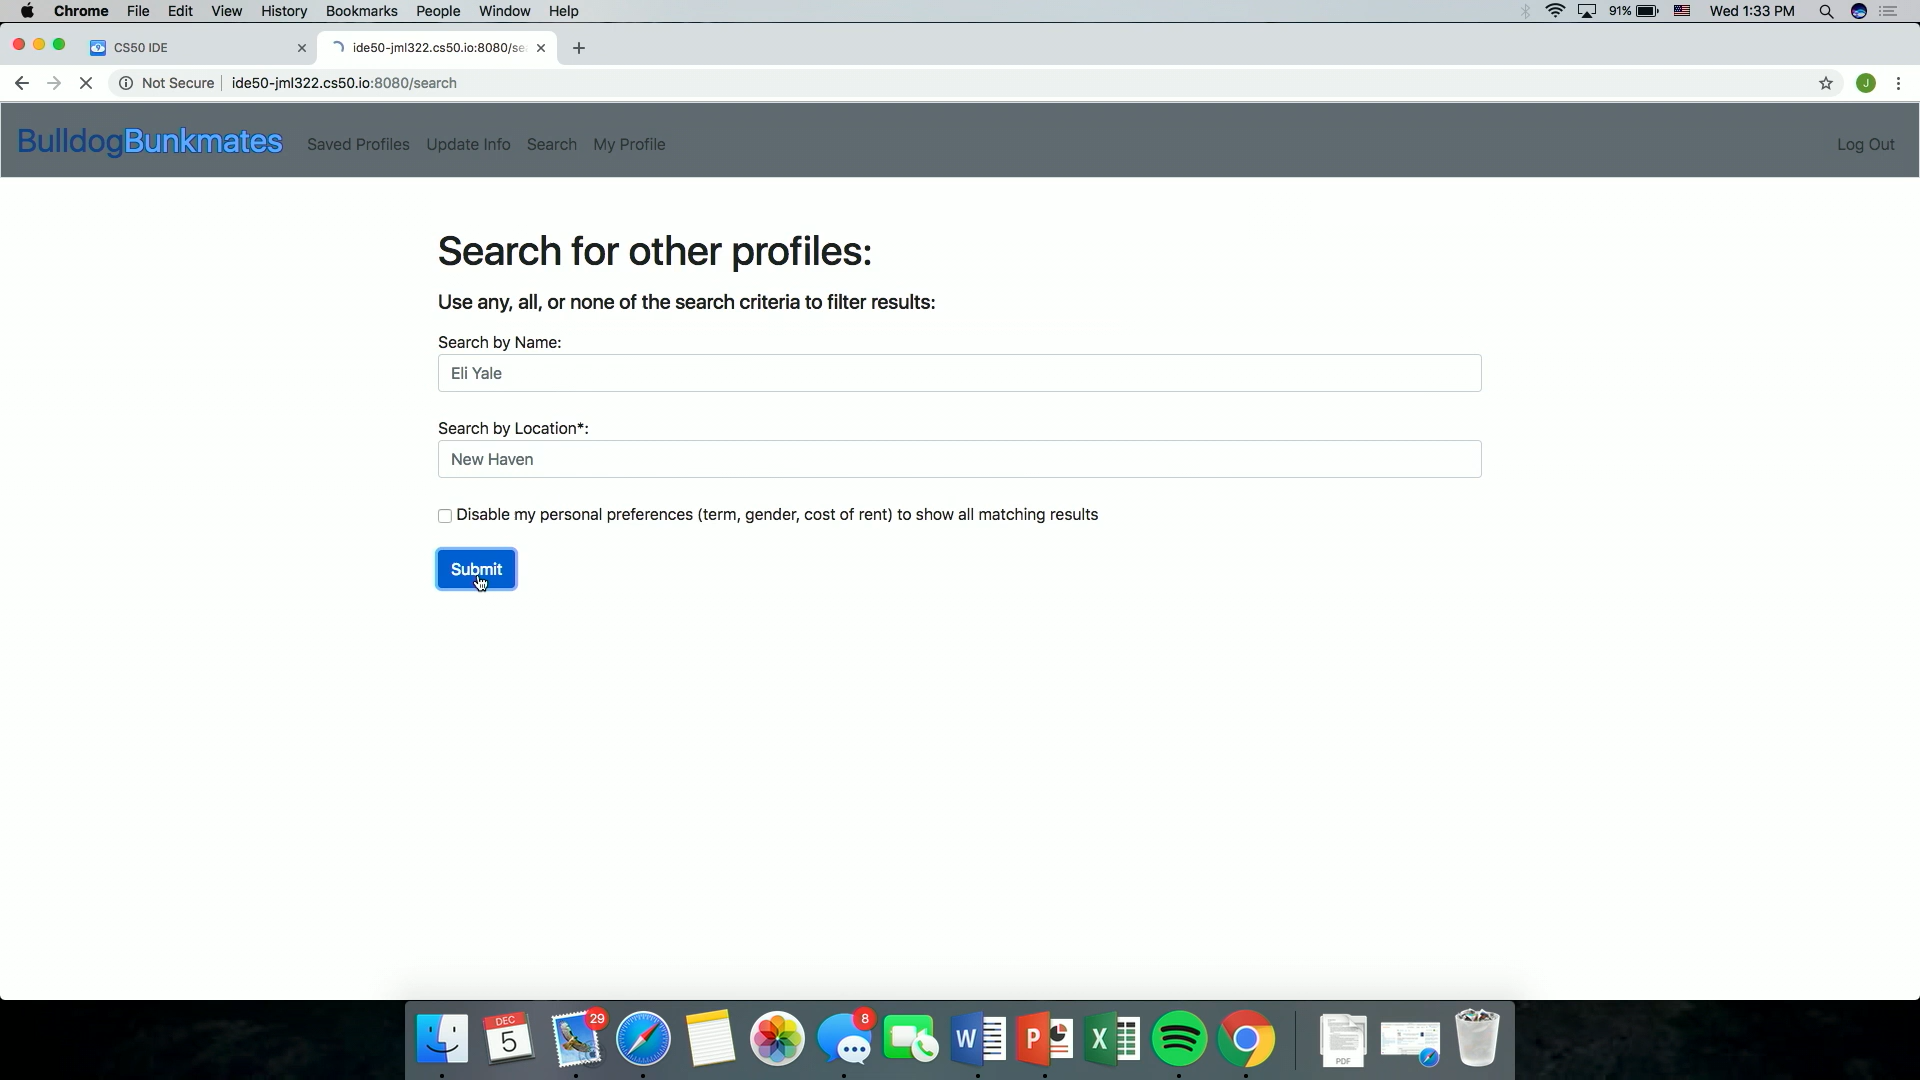 Chrome File Edit View History Bookmarks People Window Help 91% Wed 1:33 PM
CS50 IDE ide50-jml322.cs50.io:8080/se
Not Secure ide50-jml322.cs50.io:8080/search J
BulldogBunkmates Saved Profiles Update Info Search My Profile Log Out
Search for other profiles:
Use any, all, or none of the search criteria to filter results:
Search by Name:
Eli Yale
Search by Location*:
New Haven
Disable my personal preferences (term, gender, cost of rent) to show all matching results
Submit
DEC 29 8
5 W P X
PDF